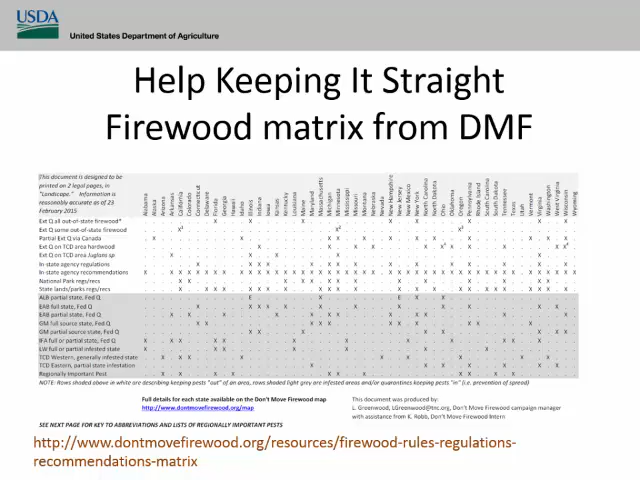 USDA
United States Department of Agriculture
Help Keeping It Straight
Firewood matrix from DMF
This document is designed to be
printed on 2 legal pages, in
"Landscape." Information is
reasonably accurate as of 23
February 2015
Alabama
Alaska
Arizona
Arkansas
California
Colorado
Connecticut
Delaware
Florida
Georgia
Hawaii
Idaho
Illinois
Indiana
Iowa
Kansas
Kentucky
Louisiana
Maine
Maryland
Massachusetts
Michigan
Minnesota
Mississippi
Missouri
Montana
Nebraska
Nevada
New Hampshire
New Jersey
New Mexico
New York
North Carolina
North Dakota
Ohio
Oklahoma
Oregon
Pennsylvania
Rhode Island
South Carolina
South Dakota
Tennessee
Texas
Utah
Vermont
Virginia
Washington
West Virginia
Wisconsin
Wyoming
Ext Q all out-of-state firewood*
Ext Q some out-of-state firewood
Partial Ext Q via Canada
Ext Q on TCD area hardwood
Ext Q on TCD area Juglans sp
In-state agency regulations
In-state agency recommendations
National Park regs/recs
State lands/parks regs/recs
ALB partial state, Fed Q
EAB full state, Fed Q
EAB partial state, Fed Q
GM full source state, Fed Q
GM partial source state, Fed Q
IFA full or partial state, Fed Q
LW full or partial infested state
TCD Western, generally infested state
TCD Eastern, partial state infestation
Regionally Important Pest
NOTE: Rows shaded above in white are describing keeping pests "out" of an area, rows shaded light grey are infested areas and/or quarantines keeping pests "in" (i.e. prevention of spread)
Full details for each state available on the Don't Move Firewood map
http://www.dontmovefirewood.org/map
This document was produced by:
L. Greenwood, LGreenwood@tnc.org, Don't Move Firewood campaign manager
with assistance from K. Robb, Don't Move Firewood Intern
SEE NEXT PAGE FOR KEY TO ABBREVIATIONS AND LISTS OF REGIONALLY IMPORTANT PESTS
http://www.dontmovefirewood.org/resources/firewood-rules-regulations-
recommendations-matrix